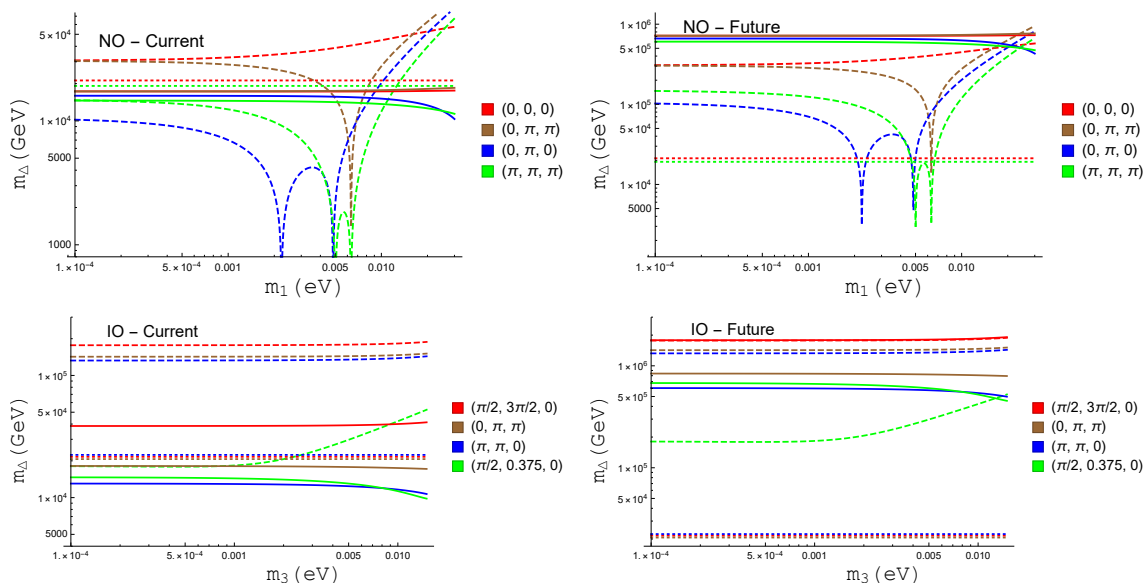 NO – Current
5. × 10⁴
1. × 10⁴
5000
1000
m_Δ (GeV)
1. × 10⁻⁴
5. × 10⁻⁴
0.001
0.005
0.010
m₁ (eV)
(0, 0, 0)
(0, π, π)
(0, π, 0)
(π, π, π)
NO – Future
1. × 10⁶
5. × 10⁵
1. × 10⁵
5. × 10⁴
1. × 10⁴
5000
m_Δ (GeV)
1. × 10⁻⁴
5. × 10⁻⁴
0.001
0.005
0.010
m₁ (eV)
(0, 0, 0)
(0, π, π)
(0, π, 0)
(π, π, π)
IO – Current
1. × 10⁵
5. × 10⁴
1. × 10⁴
5000
m_Δ (GeV)
1. × 10⁻⁴
5. × 10⁻⁴
0.001
0.005
0.010
m₃ (eV)
(π/2, 3π/2, 0)
(0, π, π)
(π, π, 0)
(π/2, 0.375, 0)
IO – Future
1. × 10⁶
5. × 10⁵
1. × 10⁵
5. × 10⁴
m_Δ (GeV)
1. × 10⁻⁴
5. × 10⁻⁴
0.001
0.005
0.010
m₃ (eV)
(π/2, 3π/2, 0)
(0, π, π)
(π, π, 0)
(π/2, 0.375, 0)